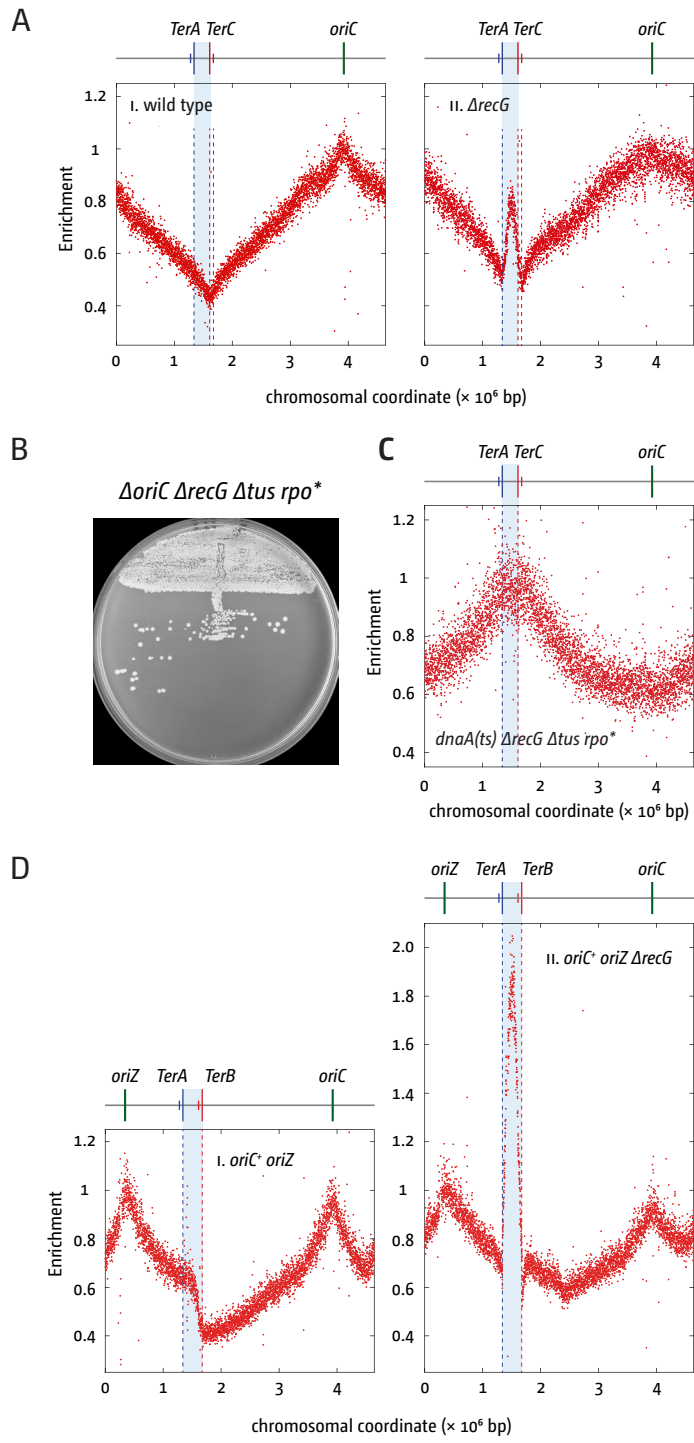 A
TerA TerC oriC
TerA TerC oriC
I. wild type
II. ΔrecG
Enrichment
1.2
1
0.8
0.6
0.4
0 1 2 3 4
0 1 2 3 4
chromosomal coordinate (× 10⁶ bp)
B
ΔoriC ΔrecG Δtus rpo*
C
TerA TerC oriC
Enrichment
1.2
1
0.8
0.6
0.4
dnaA(ts) ΔrecG Δtus rpo*
0 1 2 3 4
chromosomal coordinate (× 10⁶ bp)
D
oriZ TerA TerB oriC
I. oriC⁺ oriZ
Enrichment
1.2
1
0.8
0.6
0.4
0 1 2 3 4
oriZ TerA TerB oriC
II. oriC⁺ oriZ ΔrecG
2.0
1.8
1.6
1.4
1.2
1
0.8
0.6
0.4
0 1 2 3 4
chromosomal coordinate (× 10⁶ bp)